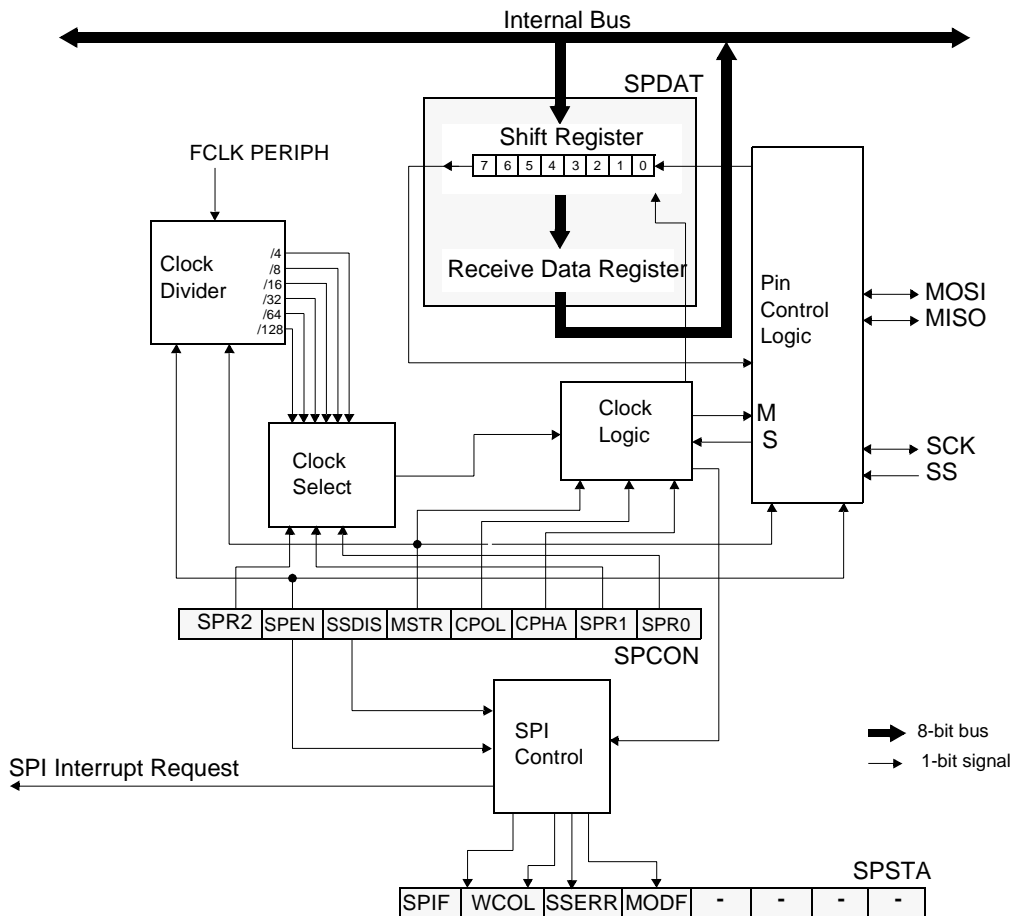 Internal Bus
SPDAT
Shift Register
7 6 5 4 3 2 1 0
FCLK PERIPH
Clock
Divider
/4
/8
/16
/32
/64
/128
Receive Data Register
Pin
Control
Logic
MOSI
MISO
Clock
Logic
M
S
SCK
SS
Clock
Select
SPR2 SPEN SSDIS MSTR CPOL CPHA SPR1 SPR0
SPCON
SPI
Control
8-bit bus
1-bit signal
SPI Interrupt Request
SPSTA
SPIF WCOL SSERR MODF - - - -